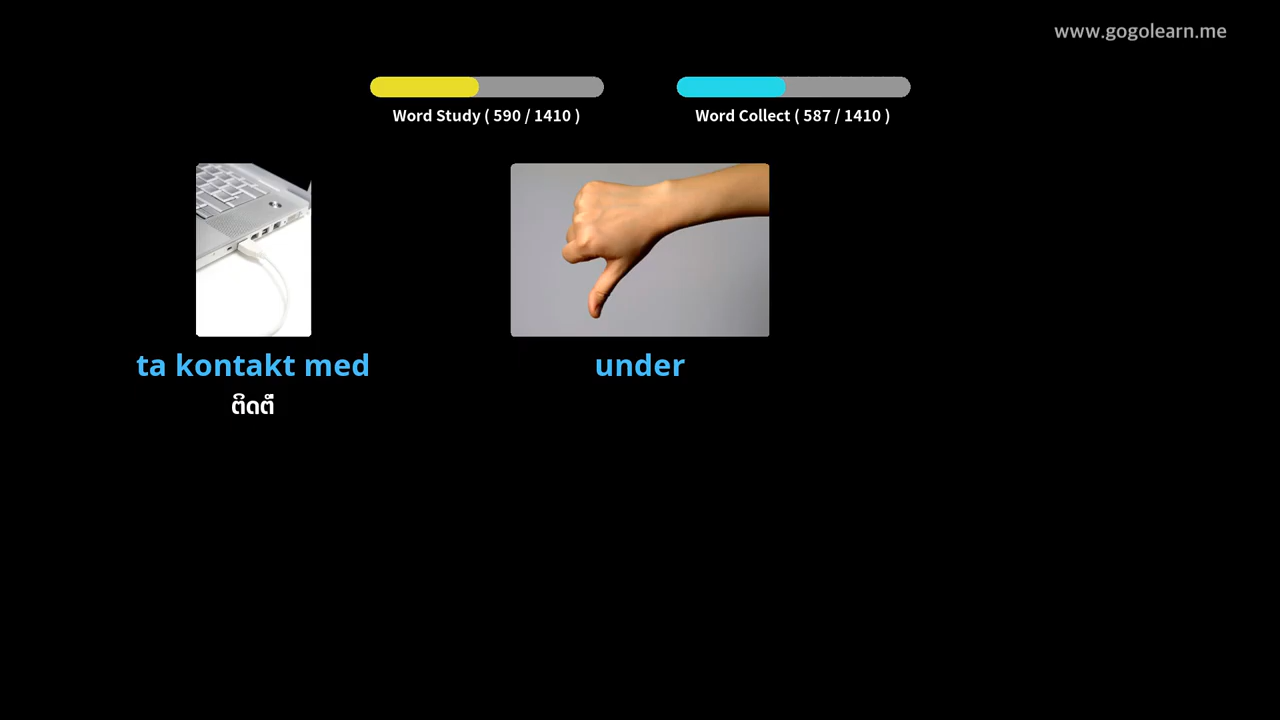 www.gogolearn.me
Word Study ( 590 / 1410 )
Word Collect ( 587 / 1410 )
ta kontakt med
under
ຕິດຕໍ່